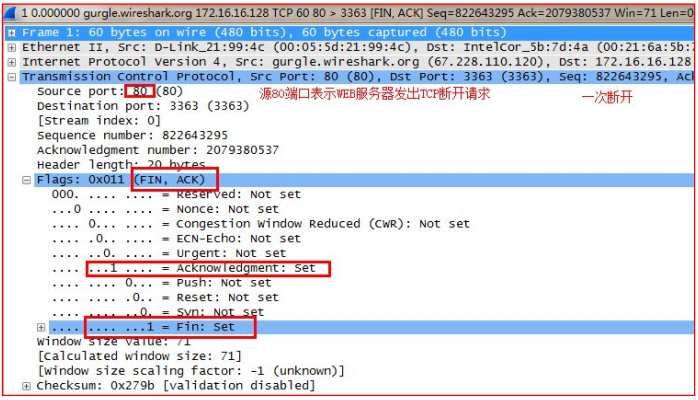 1 0.000000 gurgle.wireshark.org 172.16.16.128 TCP 60 80 > 3363 [FIN, ACK] Seq=822643295 Ack=2079380537 Win=71 Len=0
Frame 1: 60 bytes on wire (480 bits), 60 bytes captured (480 bits)
Ethernet II, Src: D-Link_21:99:4c (00:05:5d:21:99:4c), Dst: IntelCor_5b:7d:4a (00:21:6a:5b:
Internet Protocol Version 4, Src: gurgle.wireshark.org (67.228.110.120), Dst: 172.16.16.128
Transmission Control Protocol, Src Port: 80 (80), Dst Port: 3363 (3363), Seq: 822643295, Ack
Source port: 80 (80) 源80端口表示WEB服务器发出TCP断开请求 一次断开
Destination port: 3363 (3363)
[Stream index: 0]
Sequence number: 822643295
Acknowledgment number: 2079380537
Header length: 20 bytes
Flags: 0x011 (FIN, ACK)
000. .... .... = Reserved: Not set
...0 .... .... = Nonce: Not set
.... 0... .... = Congestion Window Reduced (CWR): Not set
.... .0.. .... = ECN-Echo: Not set
.... ..0. .... = Urgent: Not set
.... ...1 .... = Acknowledgment: Set
.... .... 0... = Push: Not set
.... .... .0.. = Reset: Not set
.... .... ..0. = Syn: Not set
.... .... ...1 = Fin: Set
Window size value: 71
[Calculated window size: 71]
[Window size scaling factor: -1 (unknown)]
Checksum: 0x279b [validation disabled]